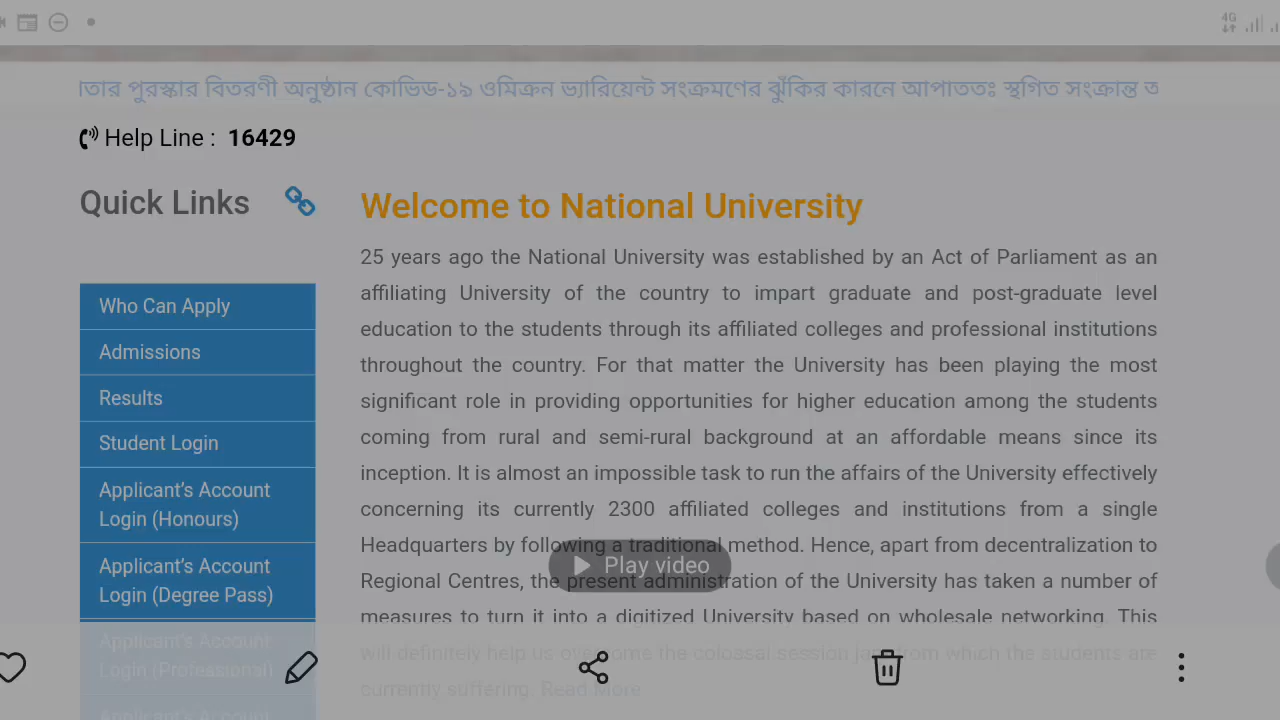 4G
তার পুরস্কার বিতরণী অনুষ্ঠান কোভিড-১৯ ওমিক্রন ভ্যারিয়েন্ট সংক্রমণের ঝুঁকির কারনে আপাততঃ স্থগিত সংক্রান্ত
Help Line : 16429
Quick Links
Who Can Apply
Admissions
Results
Student Login
Applicant's Account
Login (Honours)
Applicant's Account
Login (Degree Pass)
Applicant's Account
Login (Professional)
Applicant's Account
Welcome to National University
25 years ago the National University was established by an Act of Parliament as an
affiliating University of the country to impart graduate and post-graduate level
education to the students through its affiliated colleges and professional institutions
throughout the country. For that matter the University has been playing the most
significant role in providing opportunities for higher education among the students
coming from rural and semi-rural background at an affordable means since its
inception. It is almost an impossible task to run the affairs of the University effectively
concerning its currently 2300 affiliated colleges and institutions from a single
Headquarters by following a traditional method. Hence, apart from decentralization to
Regional Centres, the present administration of the University has taken a number of
measures to turn it into a digitized University based on wholesale networking. This
will definitely help us overcome the colossal session jam from which the students are
currently suffering. Read More
Play video